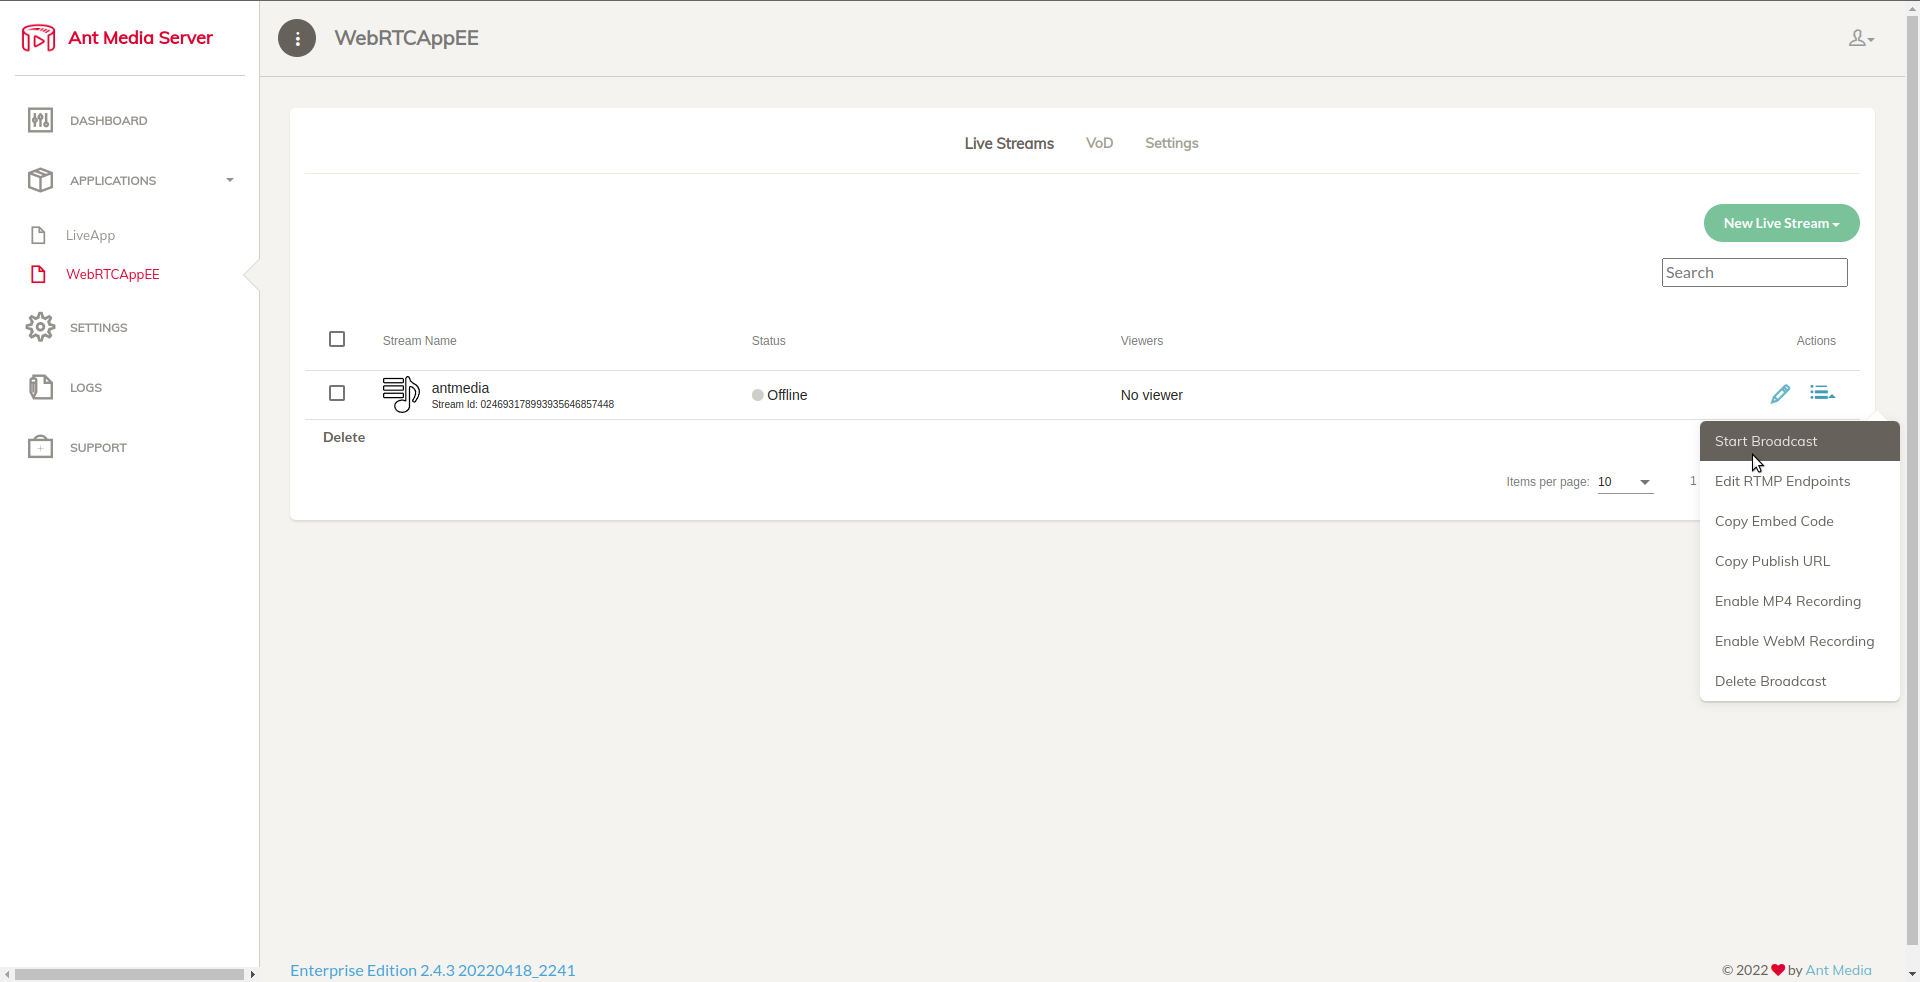 Ant Media Server
WebRTCAppEE
DASHBOARD
APPLICATIONS
LiveApp
WebRTCAppEE
SETTINGS
LOGS
SUPPORT
Live Streams VoD Settings
New Live Stream
Search
Stream Name Status Viewers Actions
antmedia
Stream Id: 024693178993935646857448
Offline
No viewer
Delete
Items per page: 10 1
Start Broadcast
Edit RTMP Endpoints
Copy Embed Code
Copy Publish URL
Enable MP4 Recording
Enable WebM Recording
Delete Broadcast
Enterprise Edition 2.4.3 20220418_2241
© 2022 ❤ by Ant Media